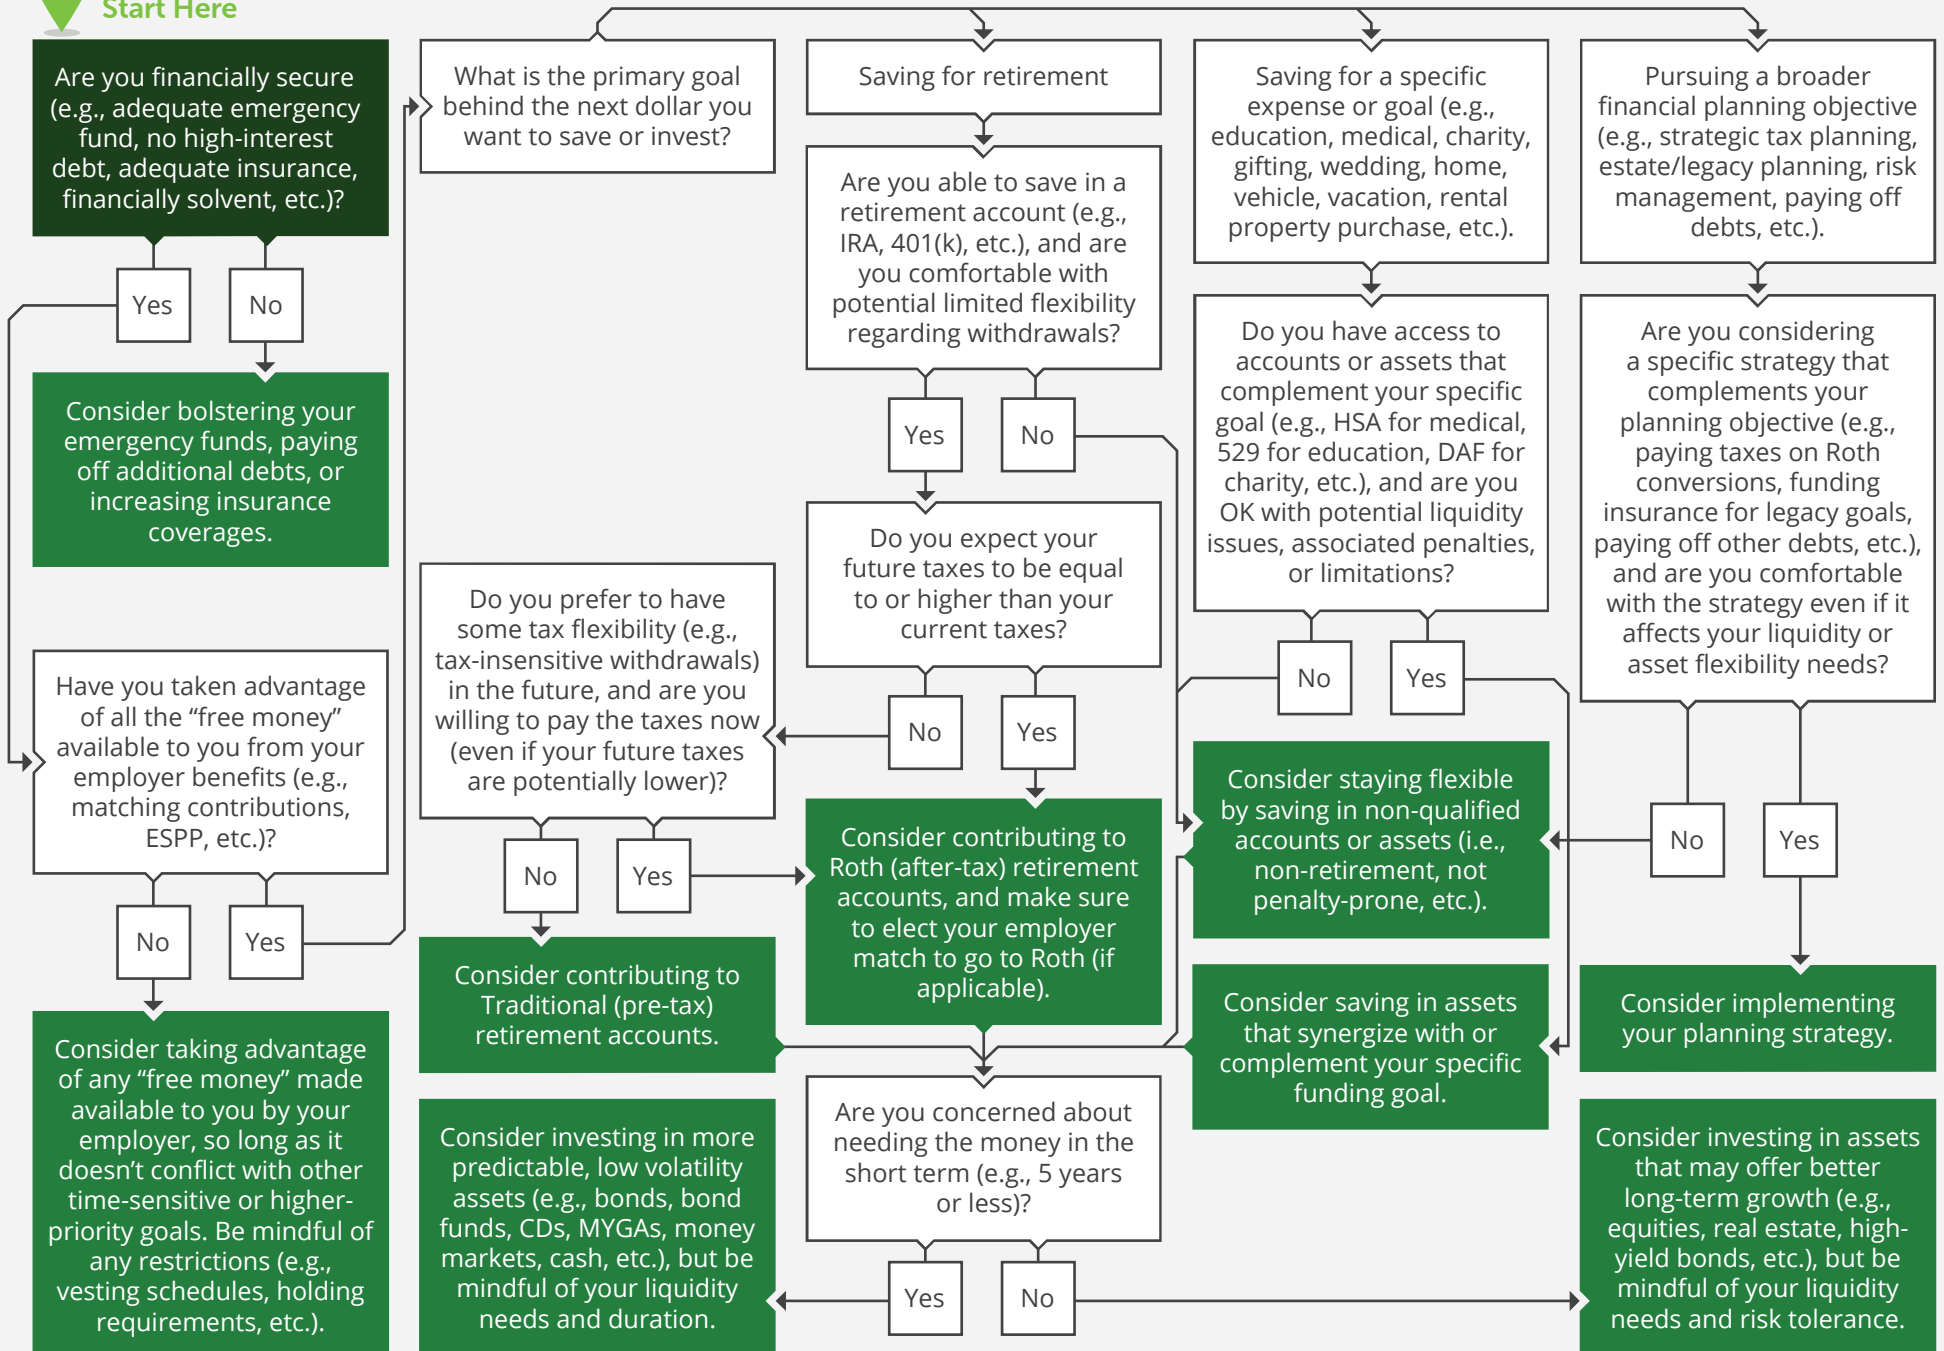 Start Here
Are you financially secure
(e.g., adequate emergency
fund, no high-interest
debt, adequate insurance,
financially solvent, etc.)?
Yes
No
Consider bolstering your
emergency funds, paying
off additional debts, or
increasing insurance
coverages.
Have you taken advantage
of all the “free money”
available to you from your
employer benefits (e.g.,
matching contributions,
ESPP, etc.)?
No
Yes
Consider taking advantage
of any “free money” made
available to you by your
employer, so long as it
doesn’t conflict with other
time-sensitive or higher-
priority goals. Be mindful of
any restrictions (e.g.,
vesting schedules, holding
requirements, etc.).
What is the primary goal
behind the next dollar you
want to save or invest?
Saving for retirement
Are you able to save in a
retirement account (e.g.,
IRA, 401(k), etc.), and are
you comfortable with
potential limited flexibility
regarding withdrawals?
Yes
No
Do you expect your
future taxes to be equal
to or higher than your
current taxes?
No
Yes
Do you prefer to have
some tax flexibility (e.g.,
tax-insensitive withdrawals)
in the future, and are you
willing to pay the taxes now
(even if your future taxes
are potentially lower)?
No
Yes
Consider contributing to
Traditional (pre-tax)
retirement accounts.
Consider contributing to
Roth (after-tax) retirement
accounts, and make sure
to elect your employer
match to go to Roth (if
applicable).
Saving for a specific
expense or goal (e.g.,
education, medical, charity,
gifting, wedding, home,
vehicle, vacation, rental
property purchase, etc.).
Do you have access to
accounts or assets that
complement your specific
goal (e.g., HSA for medical,
529 for education, DAF for
charity, etc.), and are you
OK with potential liquidity
issues, associated penalties,
or limitations?
No
Yes
Consider staying flexible
by saving in non-qualified
accounts or assets (i.e.,
non-retirement, not
penalty-prone, etc.).
Consider saving in assets
that synergize with or
complement your specific
funding goal.
Pursuing a broader
financial planning objective
(e.g., strategic tax planning,
estate/legacy planning, risk
management, paying off
debts, etc.).
Are you considering
a specific strategy that
complements your
planning objective (e.g.,
paying taxes on Roth
conversions, funding
insurance for legacy goals,
paying off other debts, etc.),
and are you comfortable
with the strategy even if it
affects your liquidity or
asset flexibility needs?
No
Yes
Consider implementing
your planning strategy.
Are you concerned about
needing the money in the
short term (e.g., 5 years
or less)?
Yes
No
Consider investing in more
predictable, low volatility
assets (e.g., bonds, bond
funds, CDs, MYGAs, money
markets, cash, etc.), but be
mindful of your liquidity
needs and duration.
Consider investing in assets
that may offer better
long-term growth (e.g.,
equities, real estate, high-
yield bonds, etc.), but be
mindful of your liquidity
needs and risk tolerance.